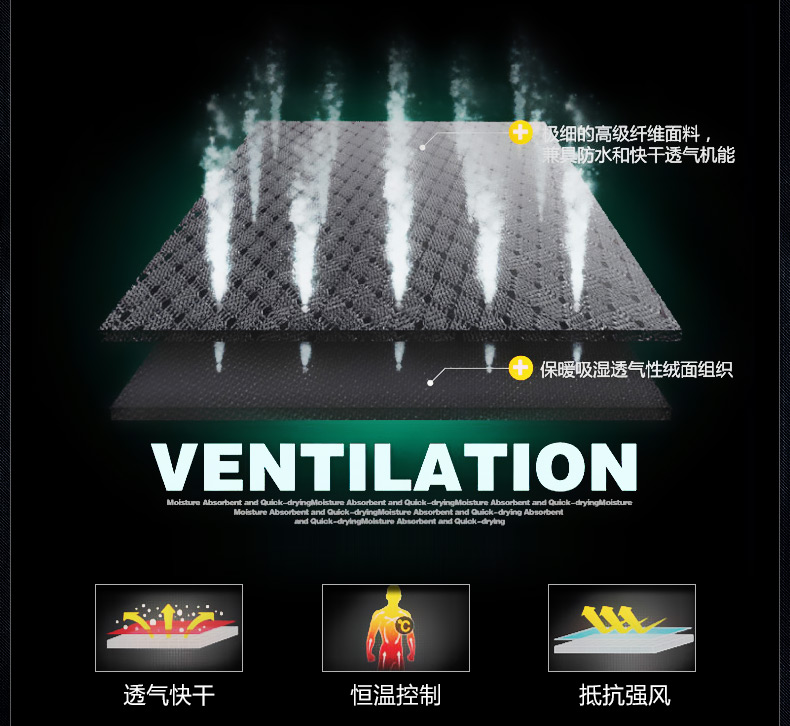 极细的高级纤维面料，
兼具防水和快干透气机能
保暖吸湿透气性绒面组织
VENTILATION
Moisture Absorbent and Quick-dryingMoisture Absorbent and Quick-dryingMoisture Absorbent and Quick-dryingMoisture
Moisture Absorbent and Quick-dryingMoisture Absorbent and Quick-drying Absorbent
and Quick-dryingMoisture Absorbent and Quick-drying
℃
透气快干
恒温控制
抵抗强风